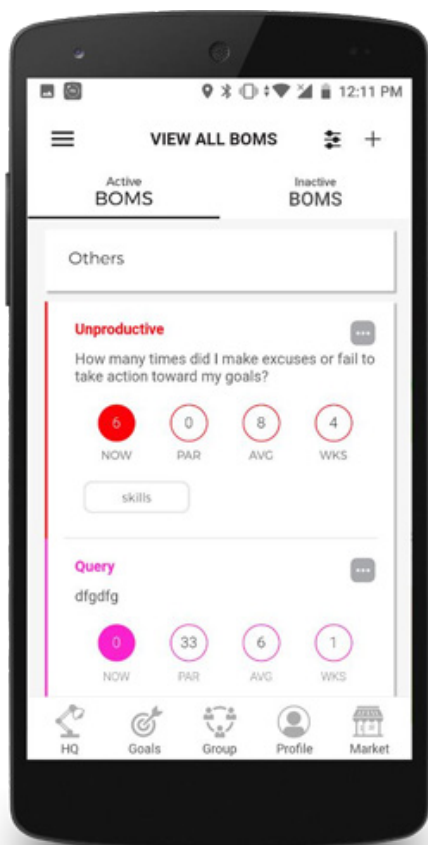 12:11 PM
VIEW ALL BOMS
Active
BOMS
Inactive
BOMS
Others
Unproductive
How many times did I make excuses or fail to
take action toward my goals?
6 0 8 4
NOW PAR AVG WKS
skills
Query
dfgdfg
0 33 6 1
NOW PAR AVG WKS
HQ Goals Group Profile Market